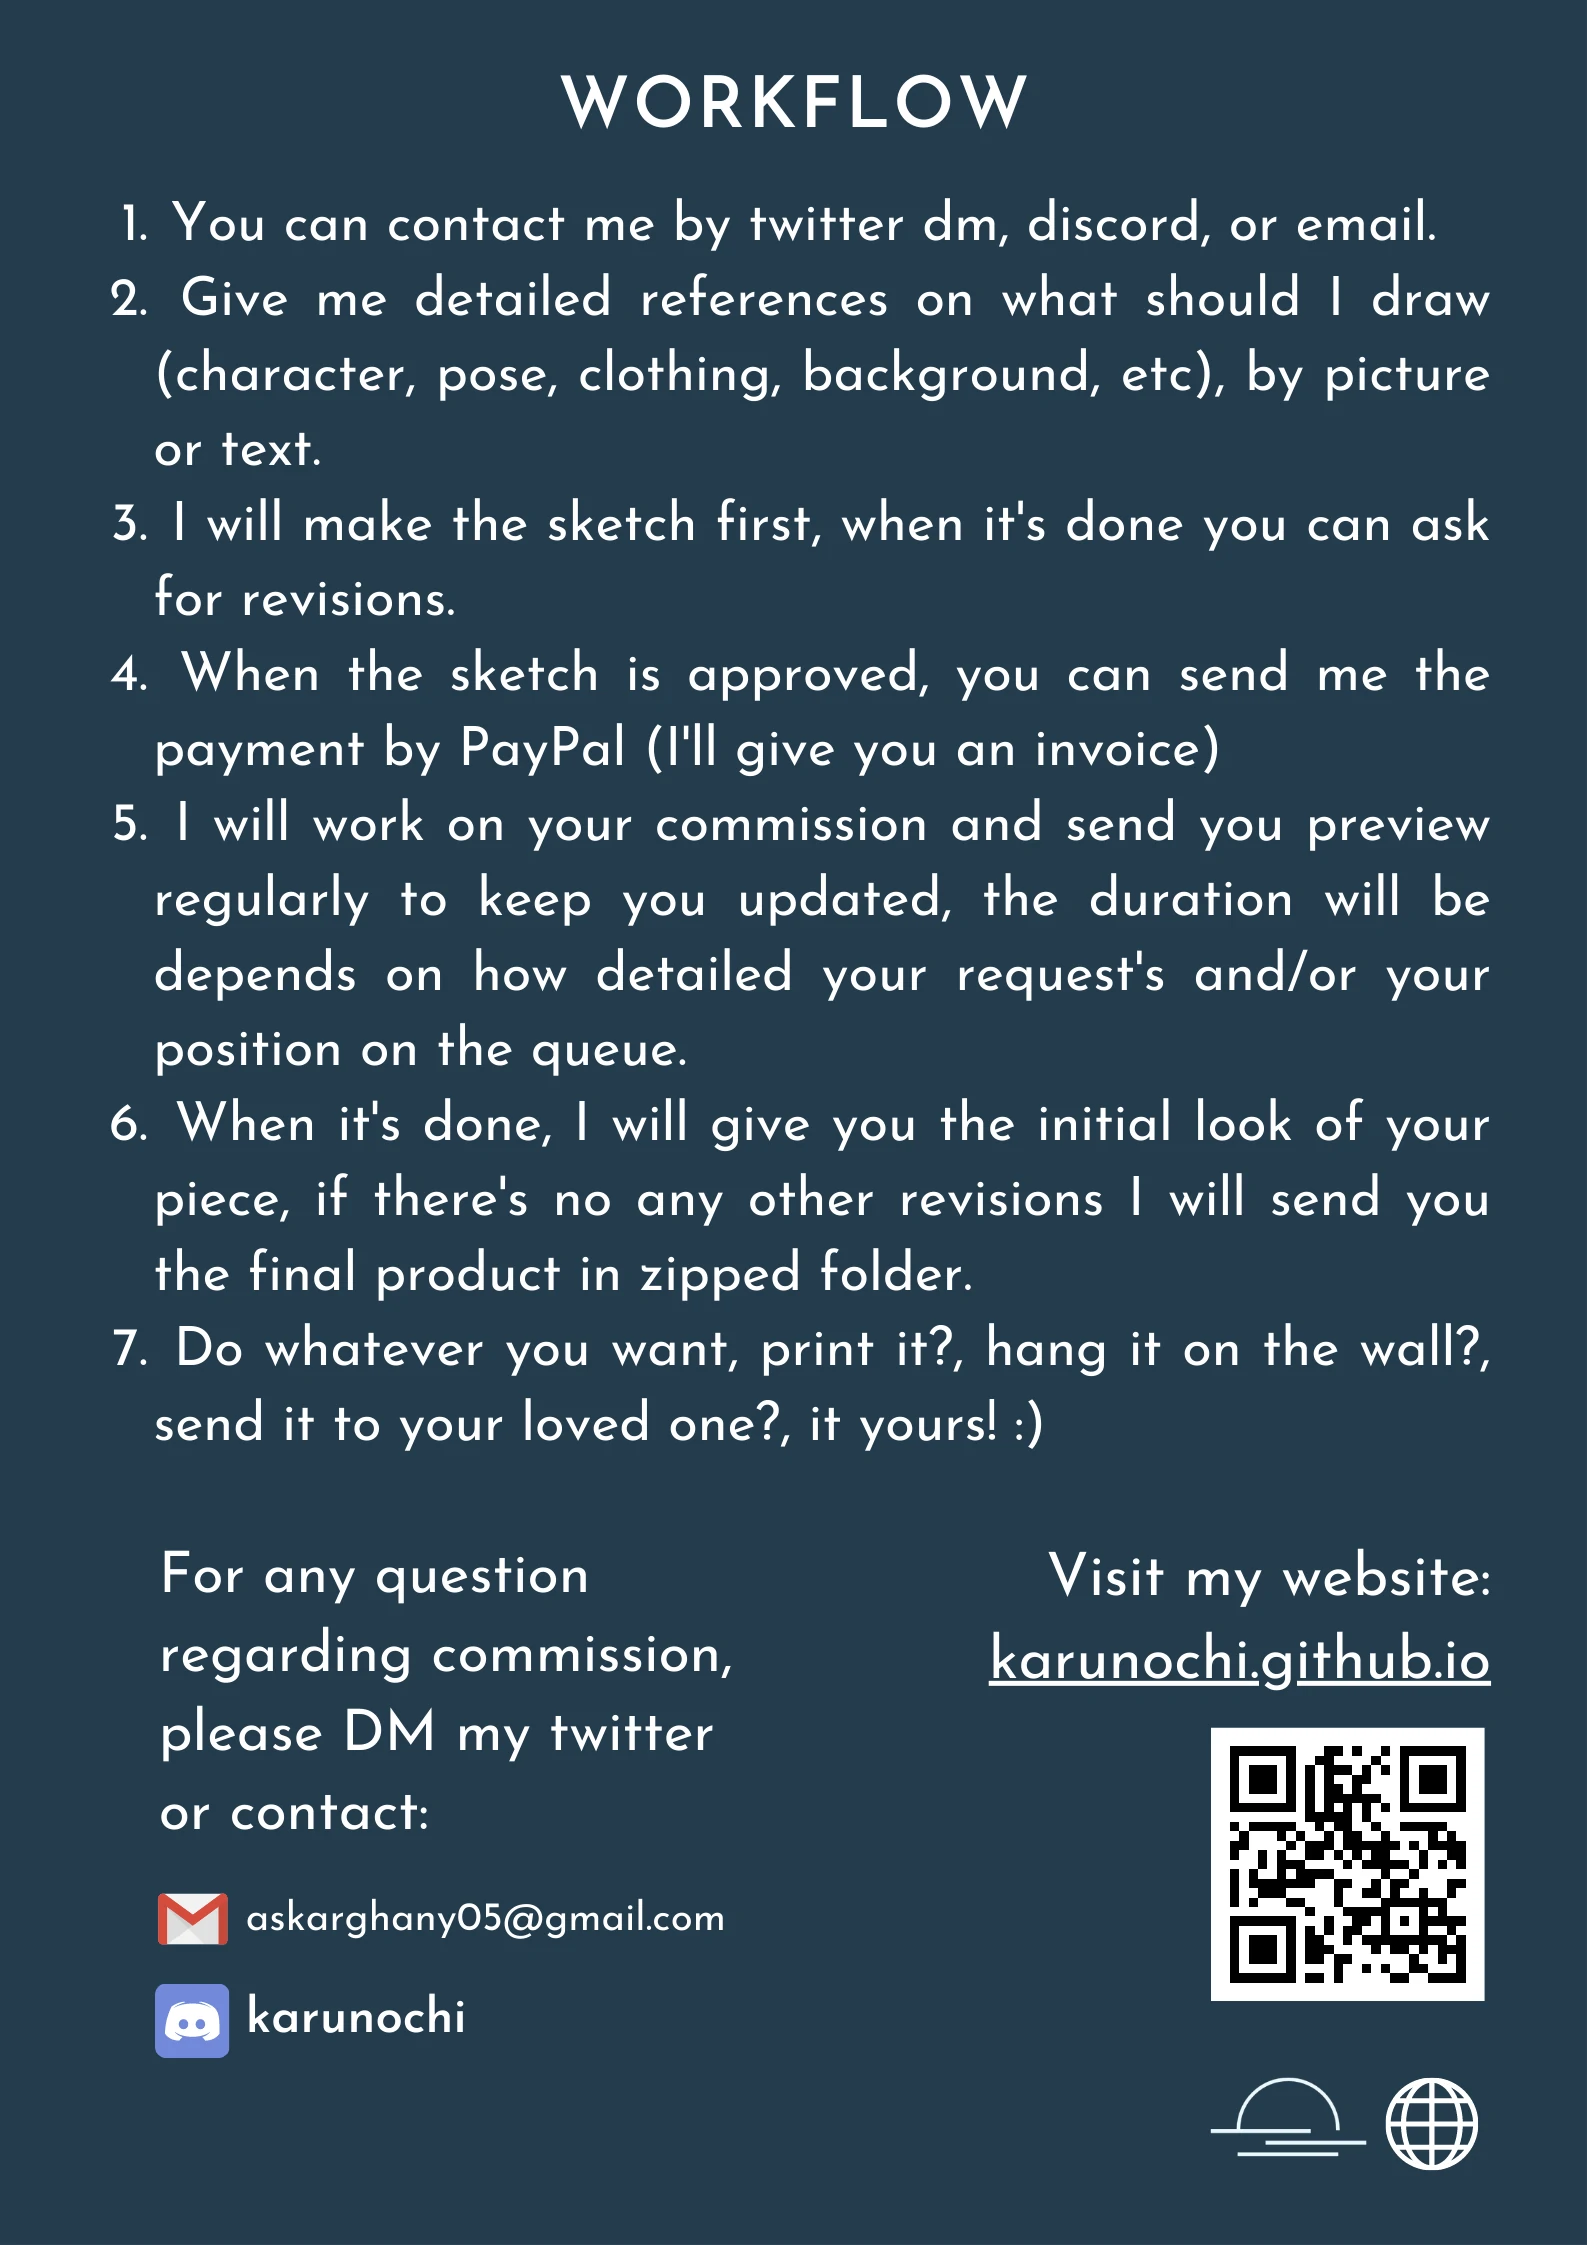 WORKFLOW
1. You can contact me by twitter dm, discord, or email.
2. Give me detailed references on what should I draw
(character, pose, clothing, background, etc), by picture
or text.
3. I will make the sketch first, when it's done you can ask
for revisions.
4. When the sketch is approved, you can send me the
payment by PayPal (I'll give you an invoice)
5. I will work on your commission and send you preview
regularly to keep you updated, the duration will be
depends on how detailed your request's and/or your
position on the queue.
6. When it's done, I will give you the initial look of your
piece, if there's no any other revisions I will send you
the final product in zipped folder.
7. Do whatever you want, print it?, hang it on the wall?,
send it to your loved one?, it yours! :)
For any question
regarding commission,
please DM my twitter
or contact:
askarghany05@gmail.com
karunochi
Visit my website:
karunochi.github.io